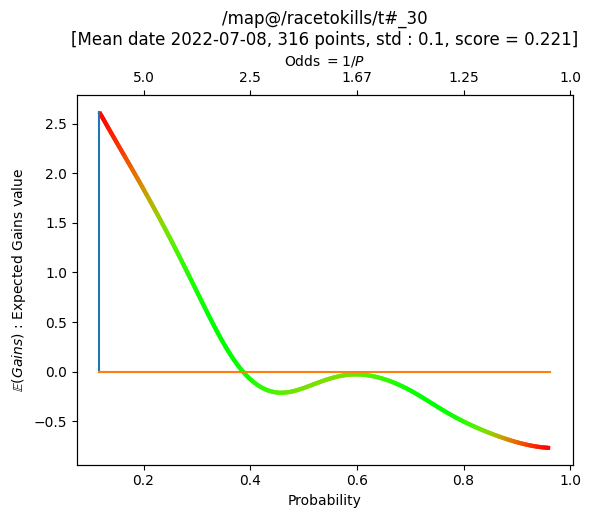 /map@/racetokills/t#_30
[Mean date 2022-07-08, 316 points, std : 0.1, score = 0.221]
Odds = 1/P
5.0 2.5 1.67 1.25 1.0
2.5
2.0
1.5
1.0
0.5
0.0
−0.5
𝔼(Gains) : Expected Gains value
0.2 0.4 0.6 0.8 1.0
Probability